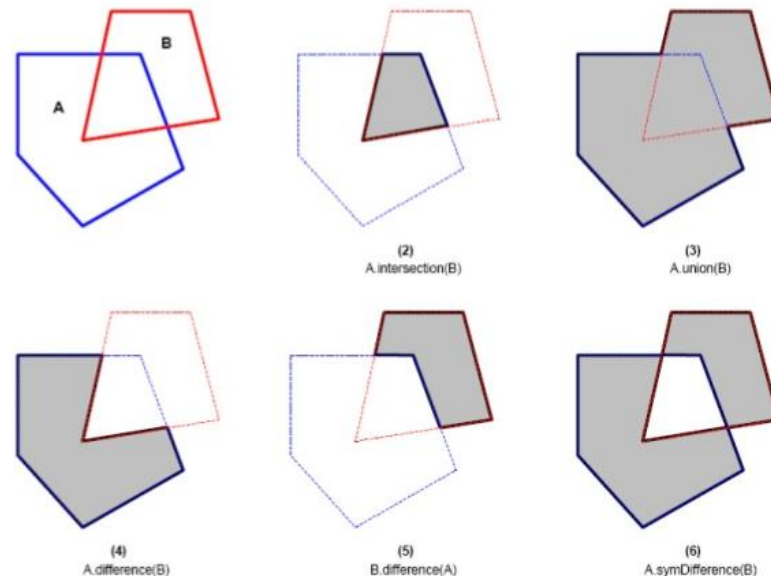 B
A
(2)
A.intersection(B)
(3)
A.union(B)
(4)
A.difference(B)
(5)
B.difference(A)
(6)
A.symDifference(B)